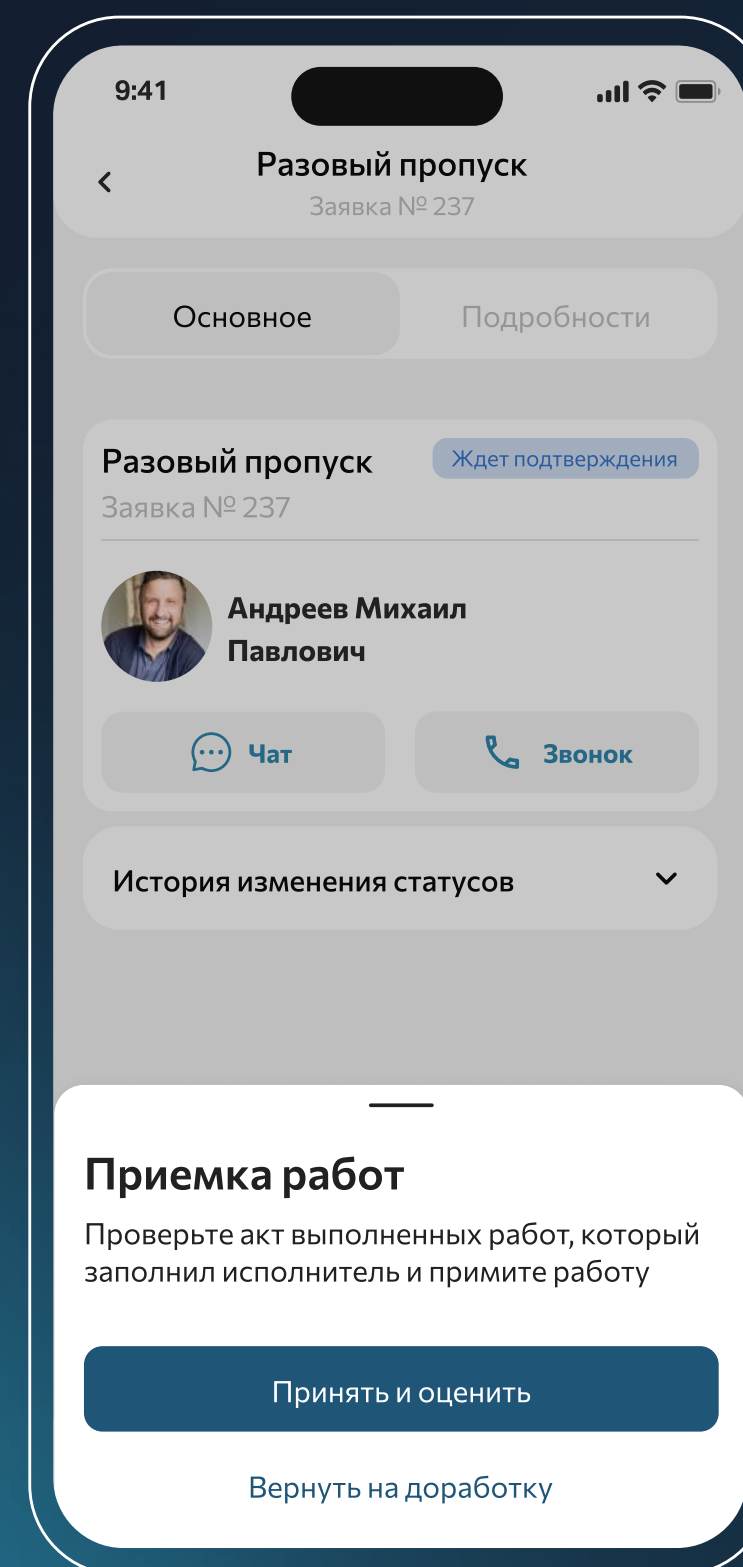 9:41
Разовый пропуск
Заявка № 237
Основное
Подробности
Разовый пропуск
Ждет подтверждения
Заявка № 237
Андреев Михаил
Павлович
Чат
Звонок
История изменения статусов
Приемка работ
Проверьте акт выполненных работ, который
заполнил исполнитель и примите работу
Принять и оценить
Вернуть на доработку